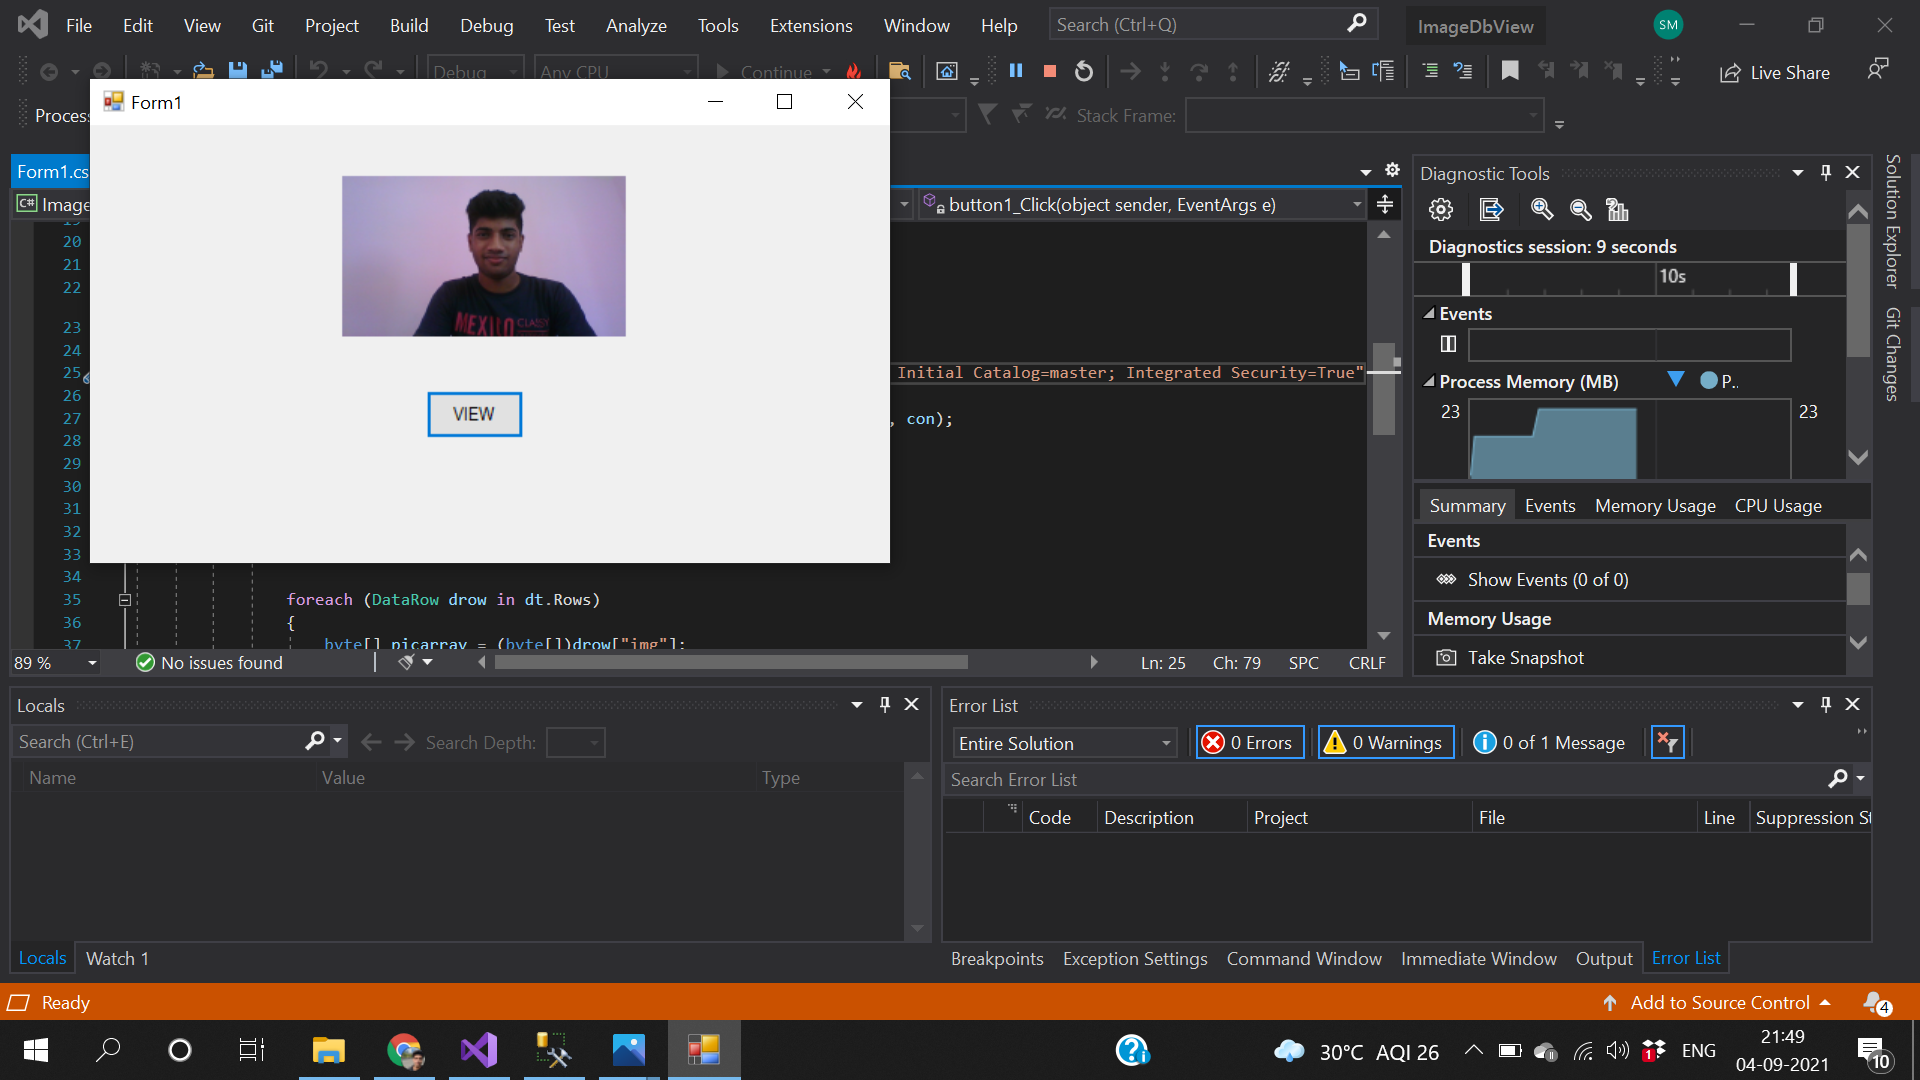 File Edit View Git Project Build Debug Test Analyze Tools Extensions Window Help Search (Ctrl+Q) ImageDbView SM
Debug Any CPU Continue Live Share
Process Stack Frame:
Form1
Form1.cs
Image button1_Click(object sender, EventArgs e)
MEXICO CLASSY
VIEW
20
21
22
23
24
25 Initial Catalog=master; Integrated Security=True"
26
27 , con);
28
29
30
31
32
33
34
35 foreach (DataRow drow in dt.Rows)
36 {
37 byte[] picarray = (byte[])drow["img"];
89 % No issues found Ln: 25 Ch: 79 SPC CRLF
Diagnostic Tools
Diagnostics session: 9 seconds
10s
Events
Process Memory (MB) P..
23 23
Summary Events Memory Usage CPU Usage
Events
Show Events (0 of 0)
Memory Usage
Take Snapshot
Solution Explorer
Git Changes
Locals
Search (Ctrl+E) Search Depth:
Name Value Type
Locals Watch 1
Error List
Entire Solution 0 Errors 0 Warnings 0 of 1 Message
Search Error List
Code Description Project File Line Suppression St
Breakpoints Exception Settings Command Window Immediate Window Output Error List
Ready Add to Source Control 4
30°C AQI 26 1 ENG 21:49
04-09-2021 10